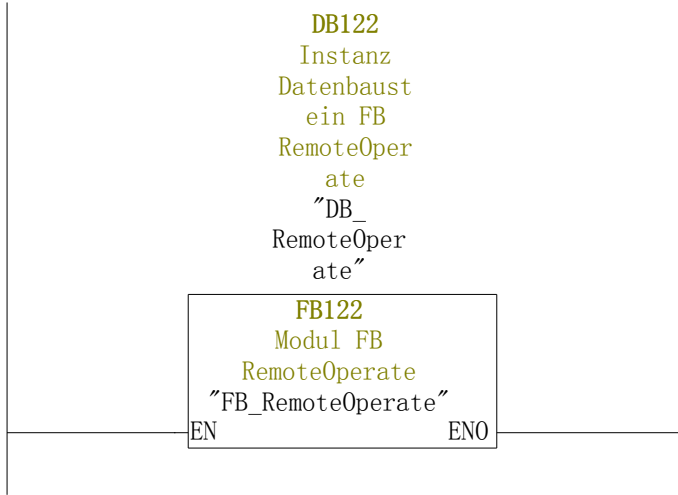 DB122
Instanz
Datenbaust
ein FB
RemoteOper
ate
"DB_
RemoteOper
ate"
FB122
Modul FB
RemoteOperate
"FB_RemoteOperate"
EN ENO